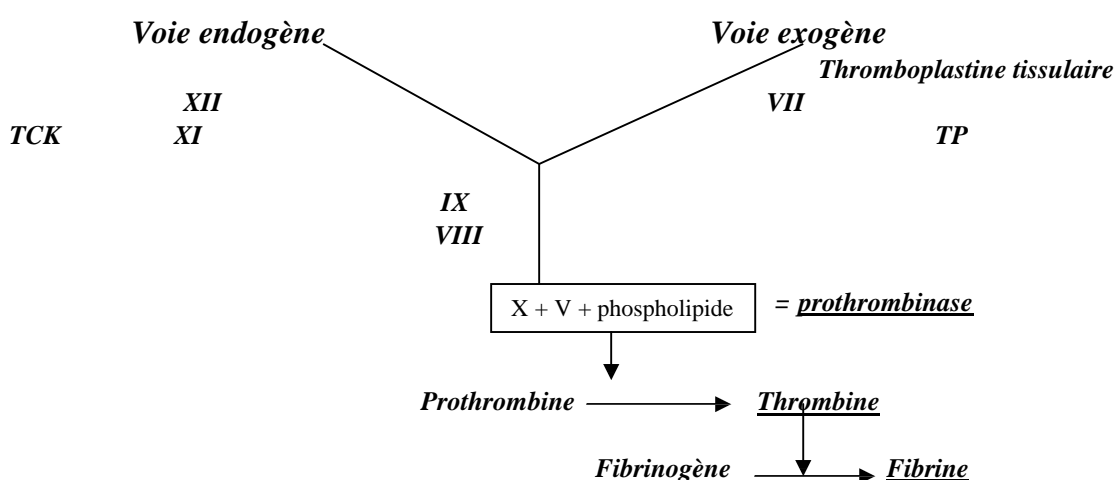 Voie endogène
Voie exogène
Thromboplastine tissulaire
XII
VII
TCK
XI
TP
IX
VIII
X + V + phospholipide
= prothrombinase
Prothrombine
Thrombine
Fibrinogène
Fibrine